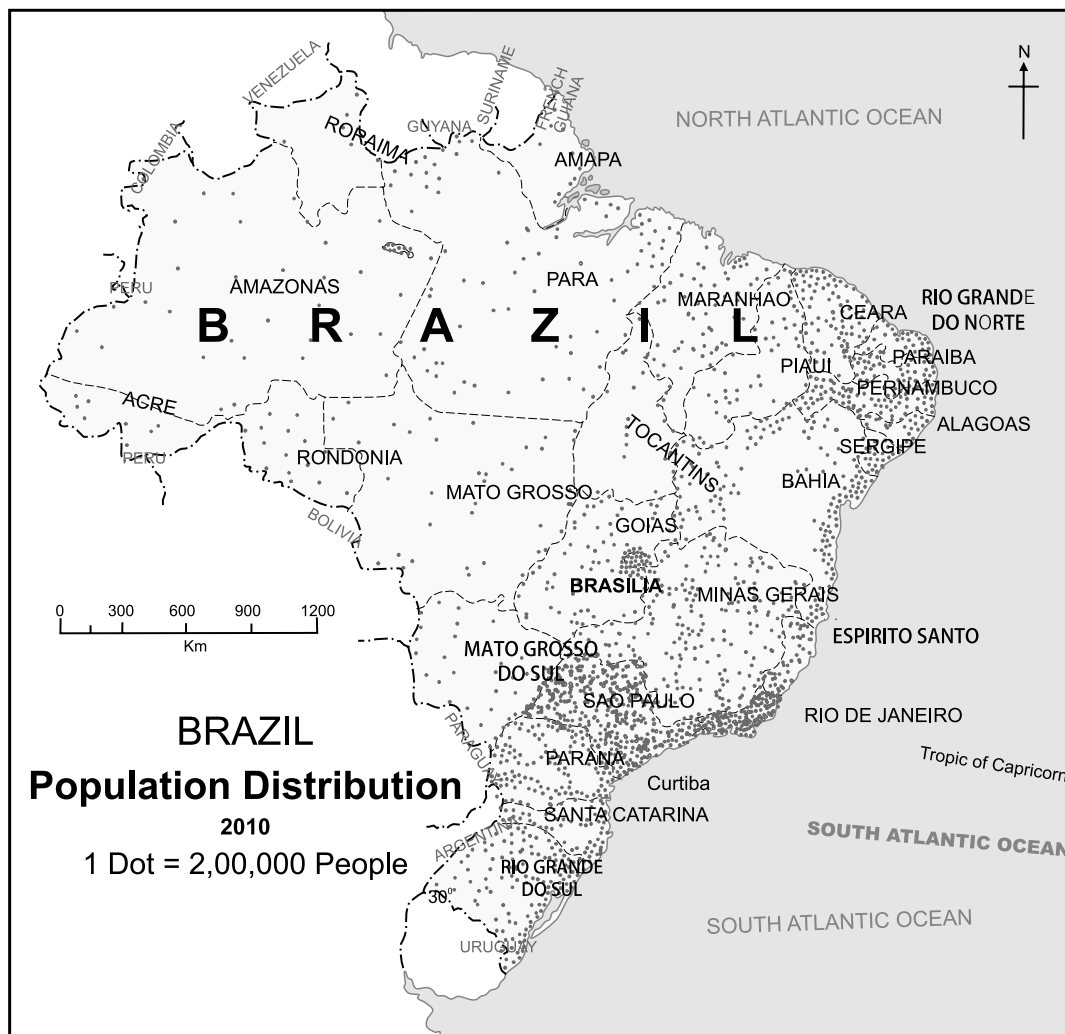 N
VENEZUELA
SURINAME
FRENCH
GUIANA
NORTH ATLANTIC OCEAN
COLOMBIA
RORAIMA
GUYANA
AMAPA
PERU
AMAZONAS
PARA
MARANHAO
RIO GRANDE
DO NORTE
CEARA
BRAZIL
PARAIBA
PIAUI
PERNAMBUCO
ACRE
ALAGOAS
TOCANTINS
SERGIPE
PERU
RONDONIA
BAHIA
MATO GROSSO
BOLIVIA
GOIAS
BRASILIA
MINAS GERAIS
0 300 600 900 1200
Km
ESPIRITO SANTO
MATO GROSSO
DO SUL
SAO PAULO
RIO DE JANEIRO
PARAGUAY
BRAZIL
Population Distribution
2010
1 Dot = 2,00,000 People
PARANA
Tropic of Capricorn
Curtiba
SANTA CATARINA
SOUTH ATLANTIC OCEAN
ARGENTINA
RIO GRANDE
DO SUL
30⁰
SOUTH ATLANTIC OCEAN
URUGUAY